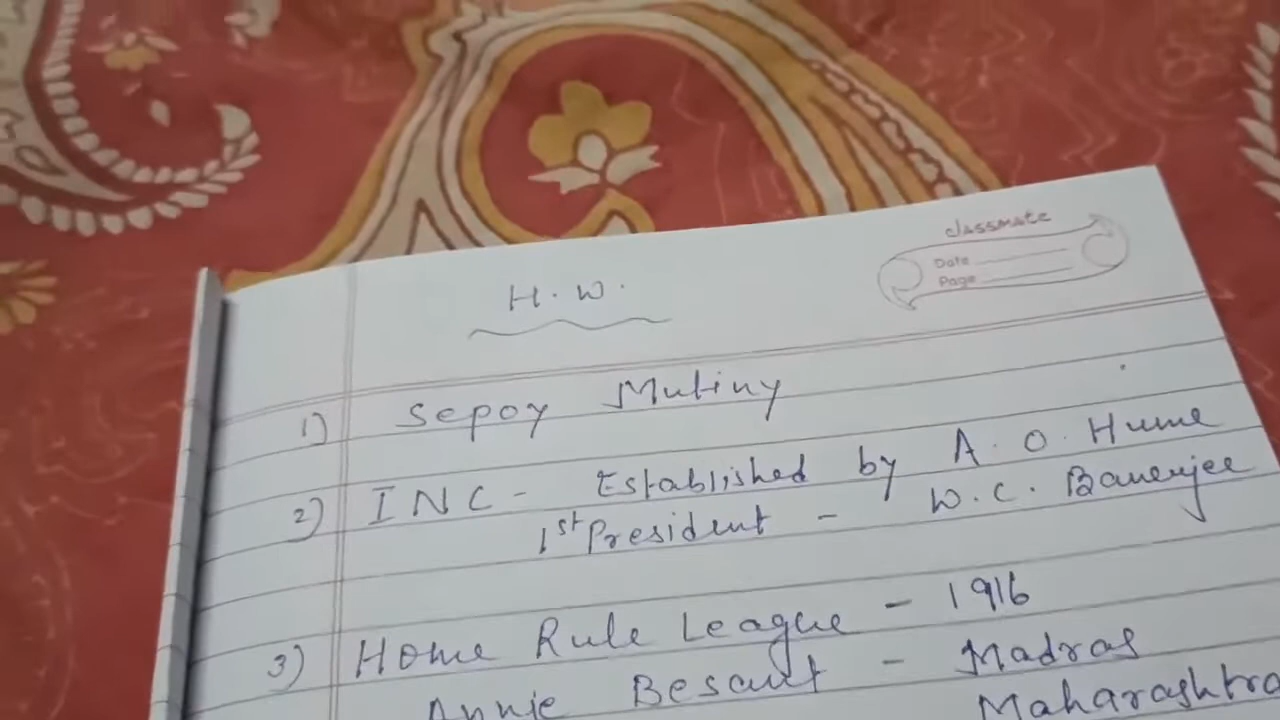 classmate
Date
Page
H.W.
1) Sepoy Mutiny
2) INC - Established by A.O. Hume
1st President - W.C. Banerjee
3) Home Rule League - 1916
Annie Besant - Madras
Maharashtra